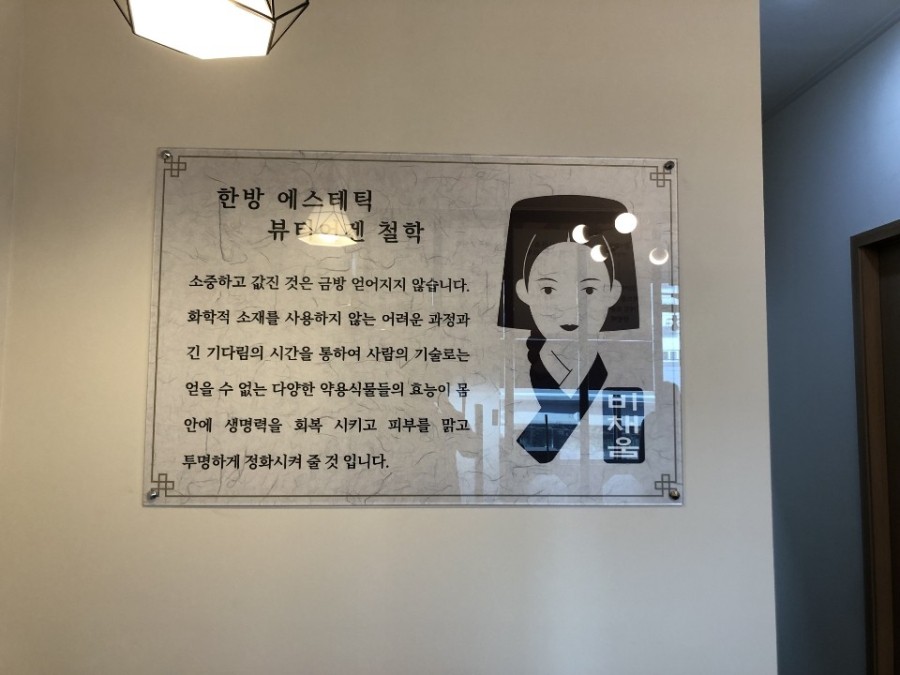 한방 에스테틱
철학
소중하고 값진 것은 금방 얻어지지 않습니다.
화학적 소재를 사용하지 않는 어려운 과정과
긴 기다림의 시간을 통하여 사람의 기술로는
얻을 수 없는 다양한 약용식물들의 효능이 몸
안에 생명력을 회복 시키고 피부를 맑고
투명하게 정화시켜 줄 것 입니다.
비채움